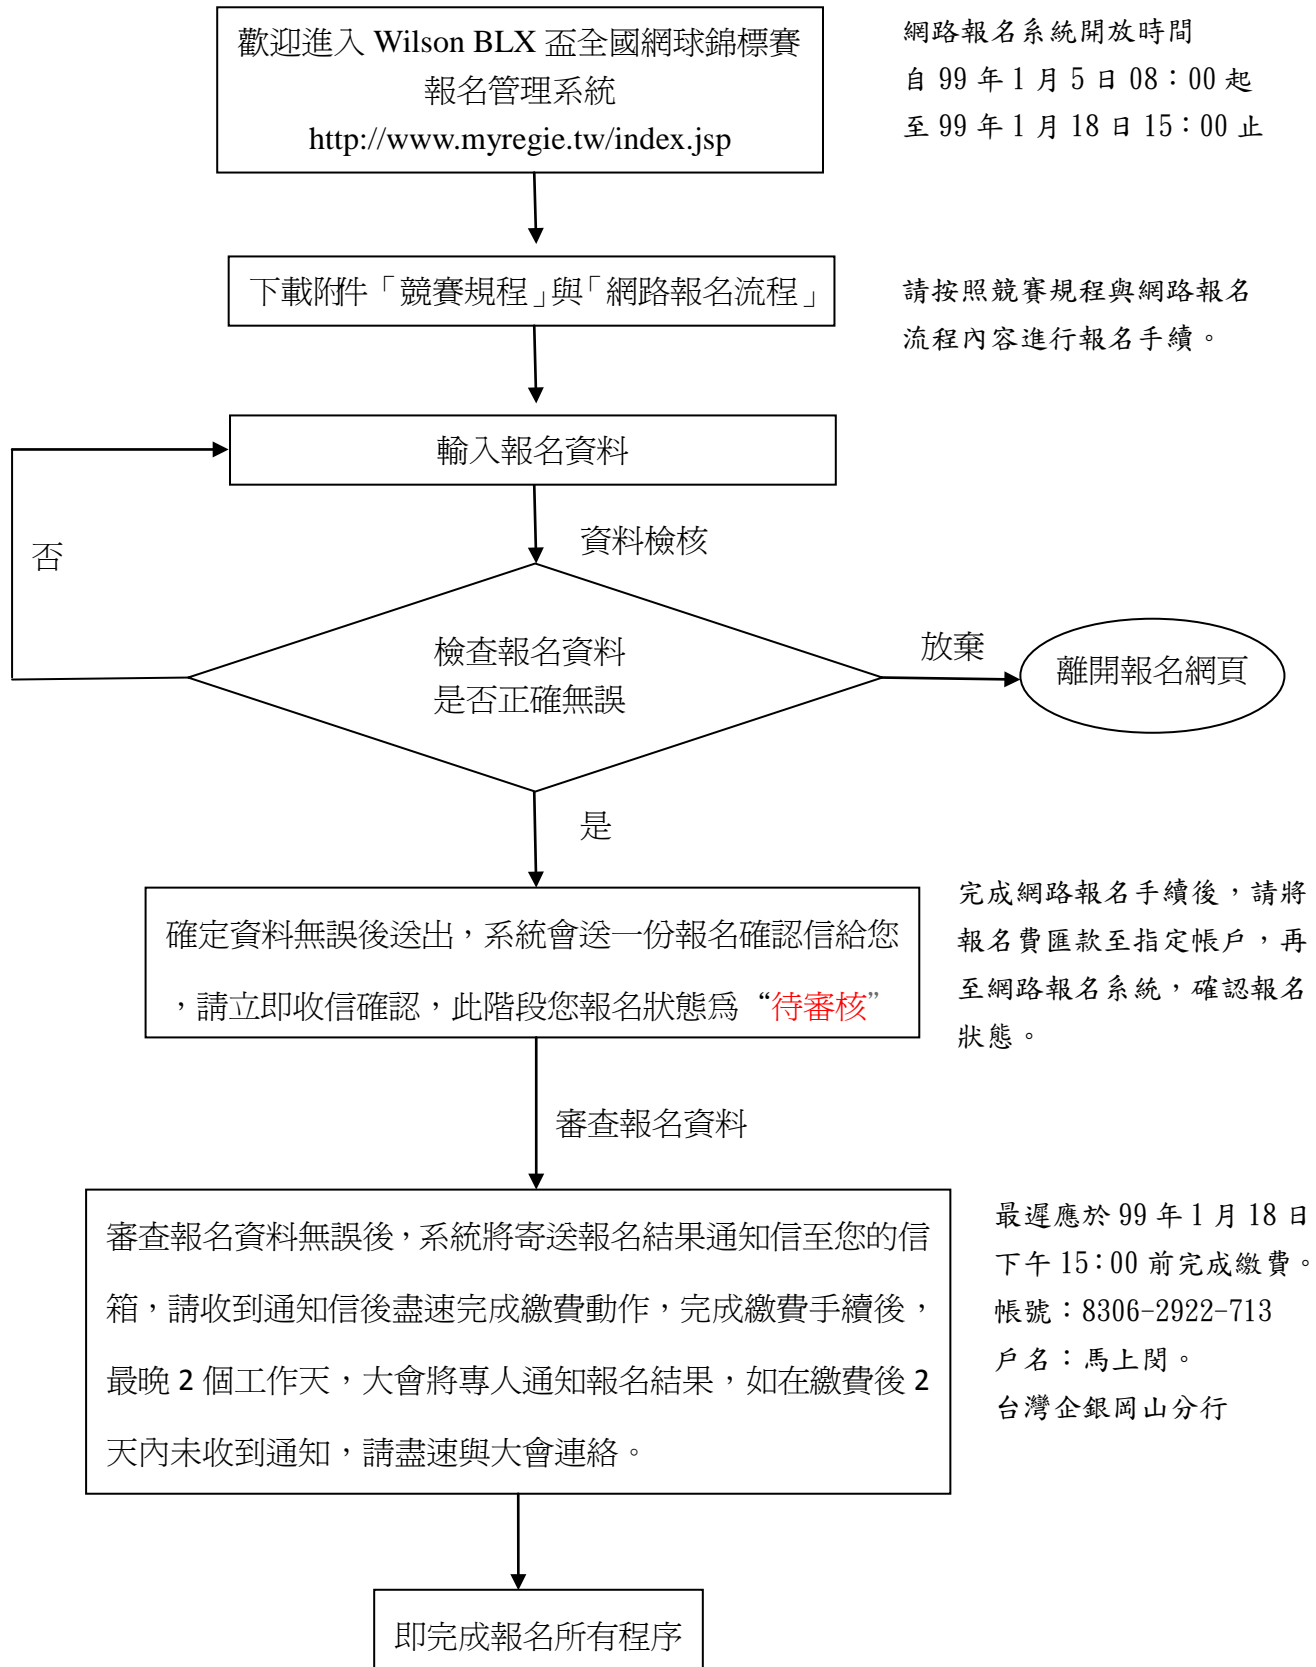 歡迎進入 Wilson BLX 盃全國網球錦標賽
報名管理系統
http://www.myregie.tw/index.jsp
網路報名系統開放時間
自 99 年 1 月 5 日 08：00 起
至 99 年 1 月 18 日 15：00 止
下載附件「競賽規程」與「網路報名流程」
請按照競賽規程與網路報名
流程內容進行報名手續。
輸入報名資料
資料檢核
否
檢查報名資料
是否正確無誤
放棄
離開報名網頁
是
確定資料無誤後送出，系統會送一份報名確認信給您
，請立即收信確認，此階段您報名狀態為“待審核”
完成網路報名手續後，請將
報名費匯款至指定帳戶，再
至網路報名系統，確認報名
狀態。
審查報名資料
審查報名資料無誤後，系統將寄送報名結果通知信至您的信
箱，請收到通知信後盡速完成繳費動作，完成繳費手續後，
最晚 2 個工作天，大會將專人通知報名結果，如在繳費後 2
天內未收到通知，請盡速與大會連絡。
最遲應於 99 年 1 月 18 日
下午 15：00 前完成繳費。
帳號：8306-2922-713
戶名：馬上閔。
台灣企銀岡山分行
即完成報名所有程序